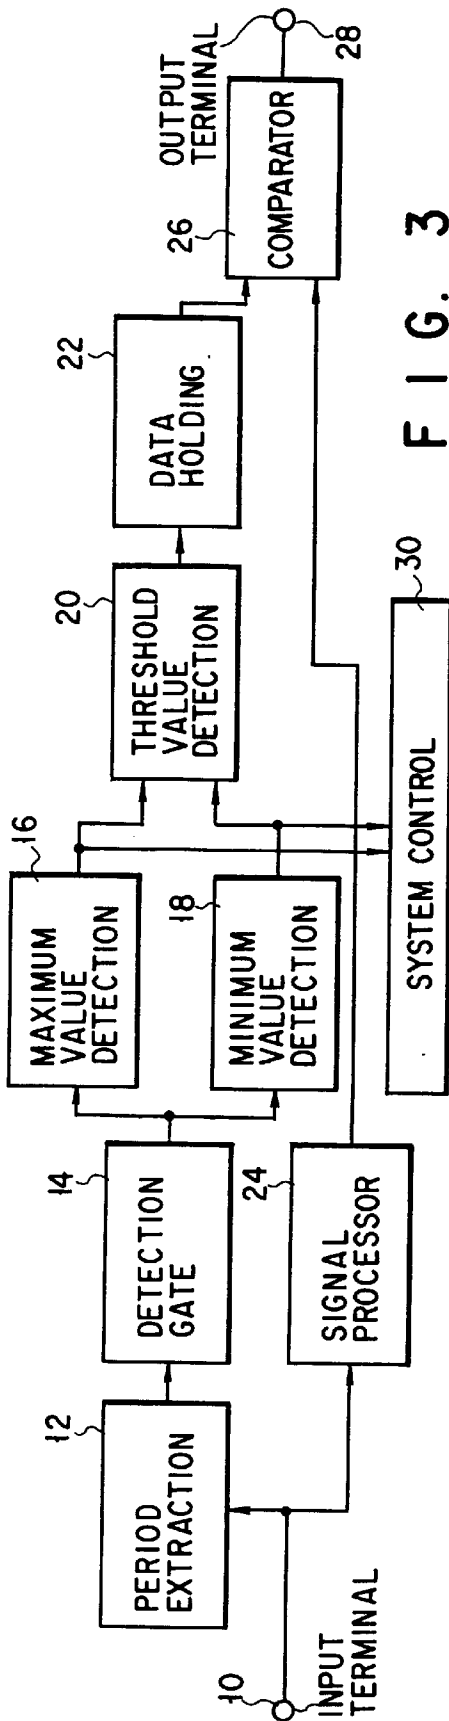 10
INPUT
TERMINAL
12
PERIOD
EXTRACTION
14
DETECTION
GATE
16
MAXIMUM
VALUE
DETECTION
18
MINIMUM
VALUE
DETECTION
20
THRESHOLD
VALUE
DETECTION
22
DATA
HOLDING
24
SIGNAL
PROCESSOR
26
COMPARATOR
OUTPUT
TERMINAL
28
30
SYSTEM CONTROL
FIG. 3